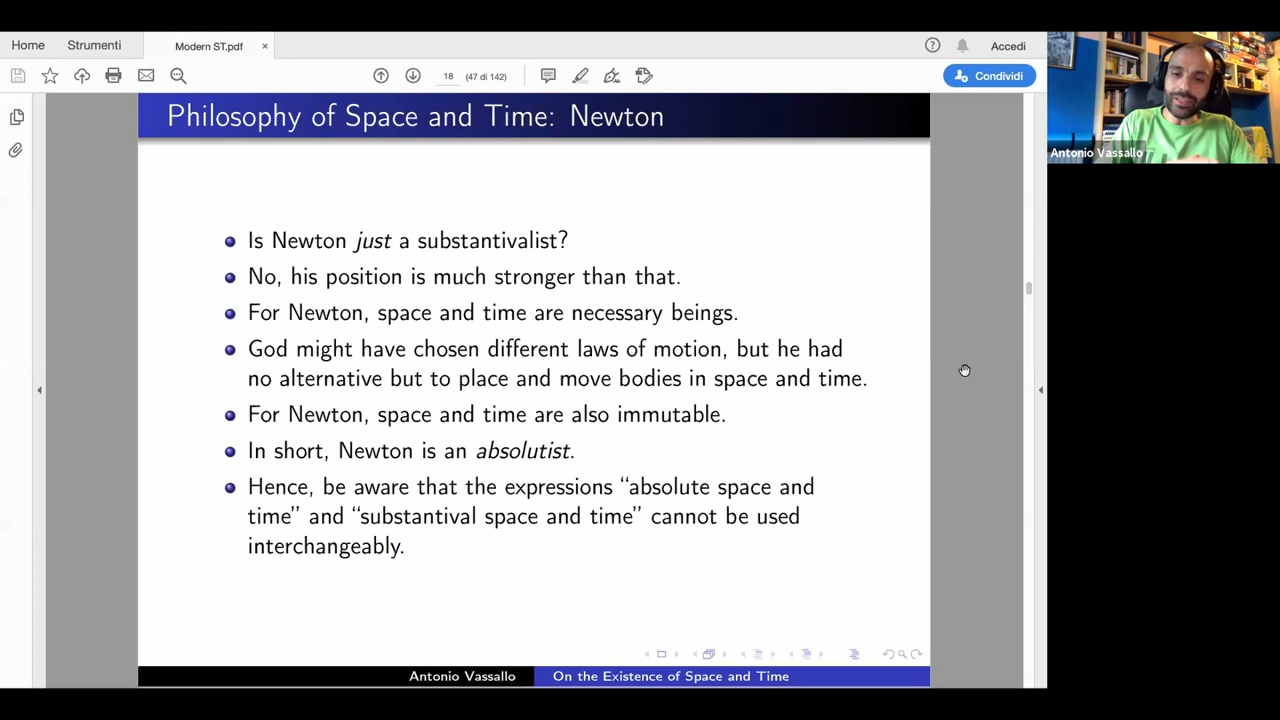 Home Strumenti Modern ST.pdf × Accedi
18 (47 di 142) Condividi
Philosophy of Space and Time: Newton
Antonio Vassallo
Is Newton just a substantivalist?
No, his position is much stronger than that.
For Newton, space and time are necessary beings.
God might have chosen different laws of motion, but he had
no alternative but to place and move bodies in space and time.
For Newton, space and time are also immutable.
In short, Newton is an absolutist.
Hence, be aware that the expressions “absolute space and
time” and “substantival space and time” cannot be used
interchangeably.
Antonio Vassallo On the Existence of Space and Time